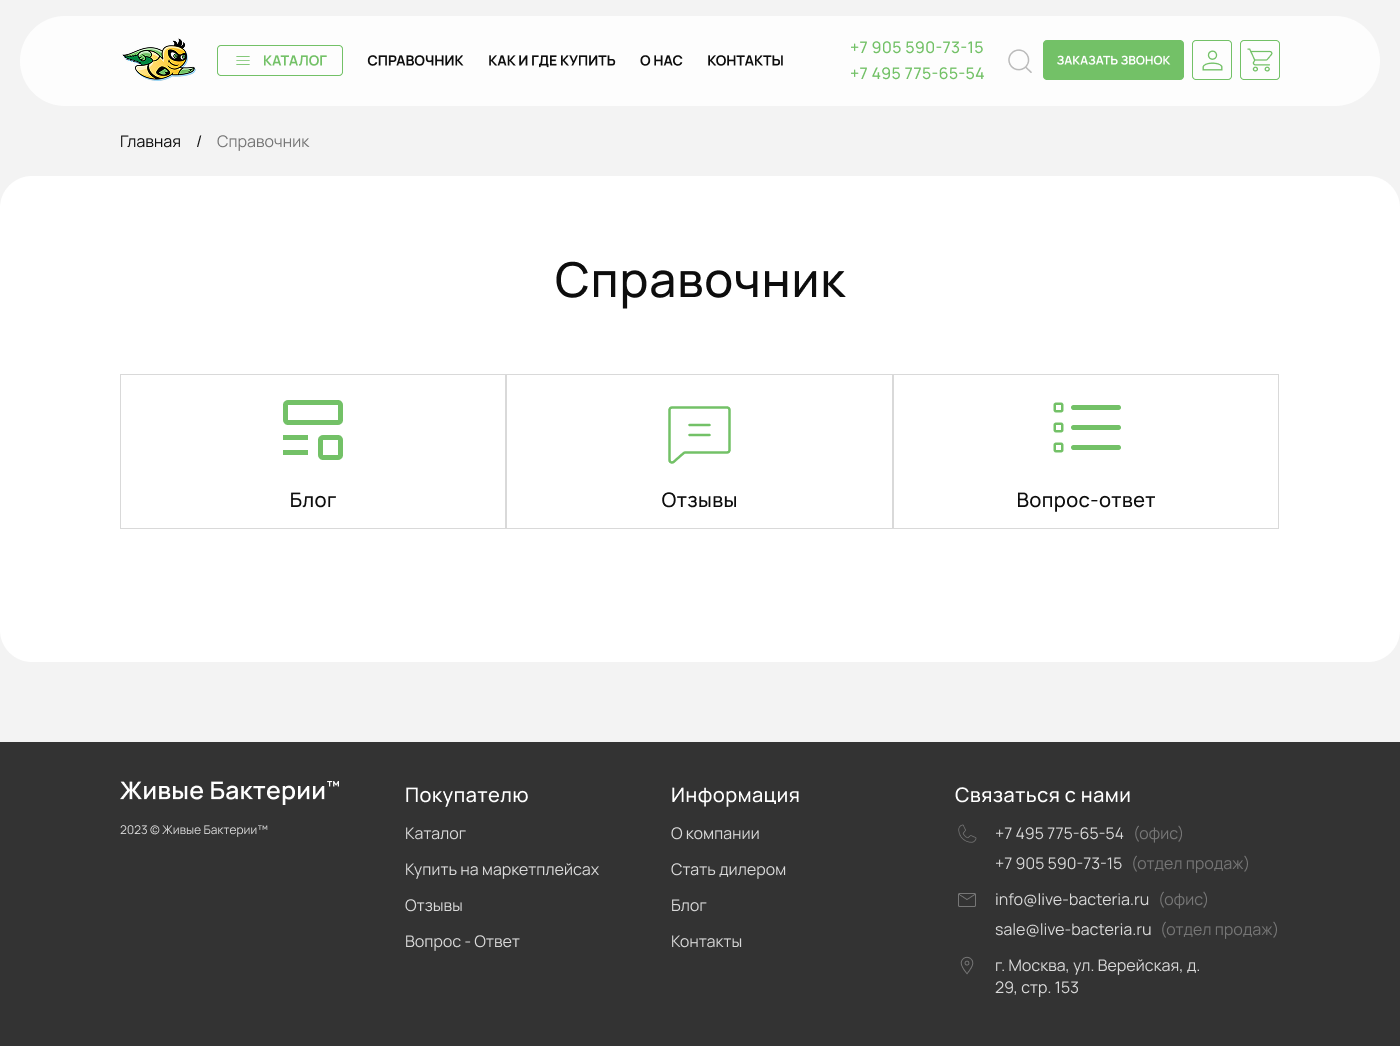 КАТАЛОГ
СПРАВОЧНИК
КАК И ГДЕ КУПИТЬ
О НАС
КОНТАКТЫ
+7 905 590-73-15
+7 495 775-65-54
ЗАКАЗАТЬ ЗВОНОК
Главная / Справочник
Справочник
Блог
Отзывы
Вопрос-ответ
Живые Бактерии™
2023 © Живые Бактерии™
Покупателю
Каталог
Купить на маркетплейсах
Отзывы
Вопрос - Ответ
Информация
О компании
Стать дилером
Блог
Контакты
Связаться с нами
+7 495 775-65-54 (офис)
+7 905 590-73-15 (отдел продаж)
info@live-bacteria.ru (офис)
sale@live-bacteria.ru (отдел продаж)
г. Москва, ул. Верейская, д.
29, стр. 153